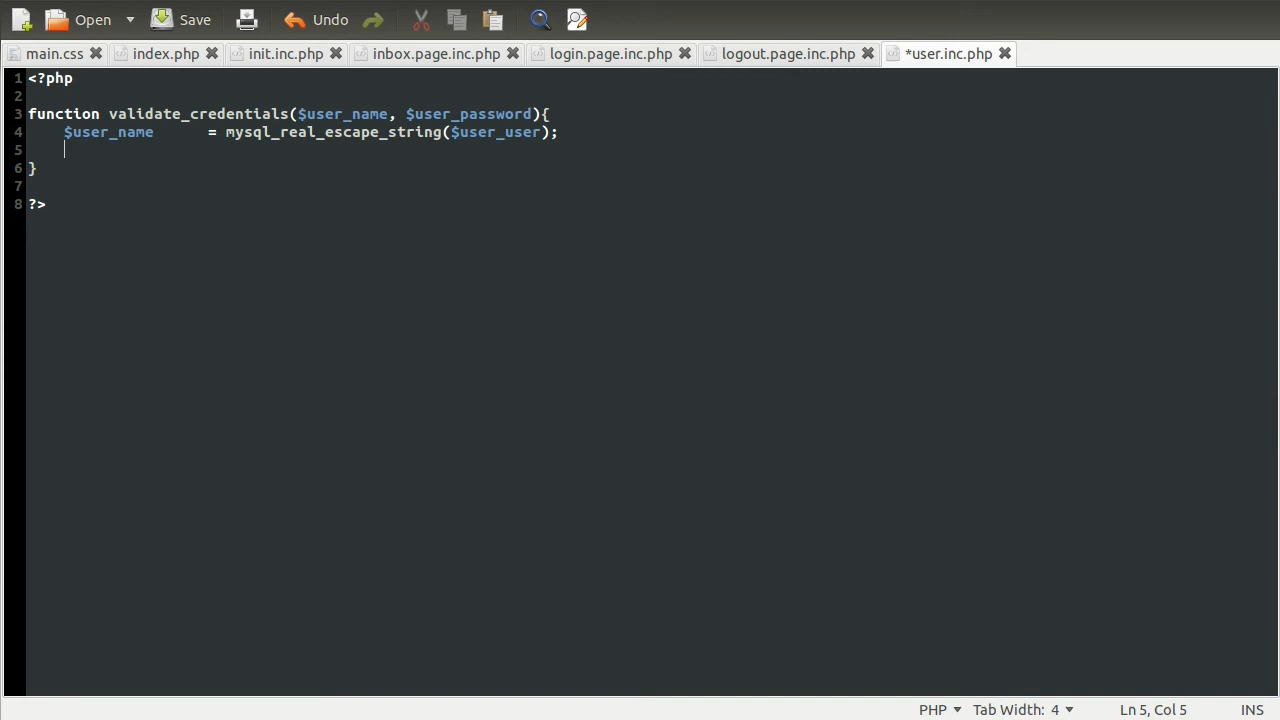 Open Save Undo
main.css index.php init.inc.php inbox.page.inc.php login.page.inc.php logout.page.inc.php *user.inc.php
1 <?php
2
3 function validate_credentials($user_name, $user_password){
4     $user_name      = mysql_real_escape_string($user_user);
5
6 }
7
8 ?>
PHP Tab Width: 4 Ln 5, Col 5 INS